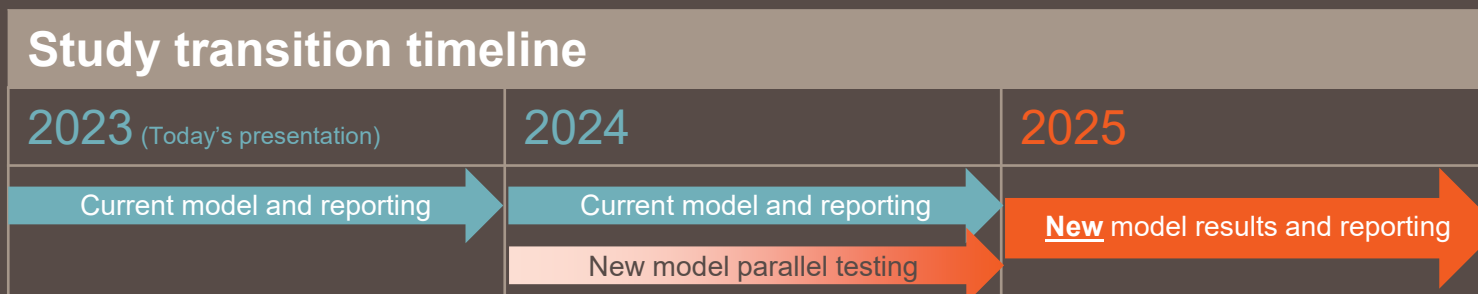 Study transition timeline
2023 (Today's presentation)
2024
2025
Current model and reporting
Current model and reporting
New model results and reporting
New model parallel testing